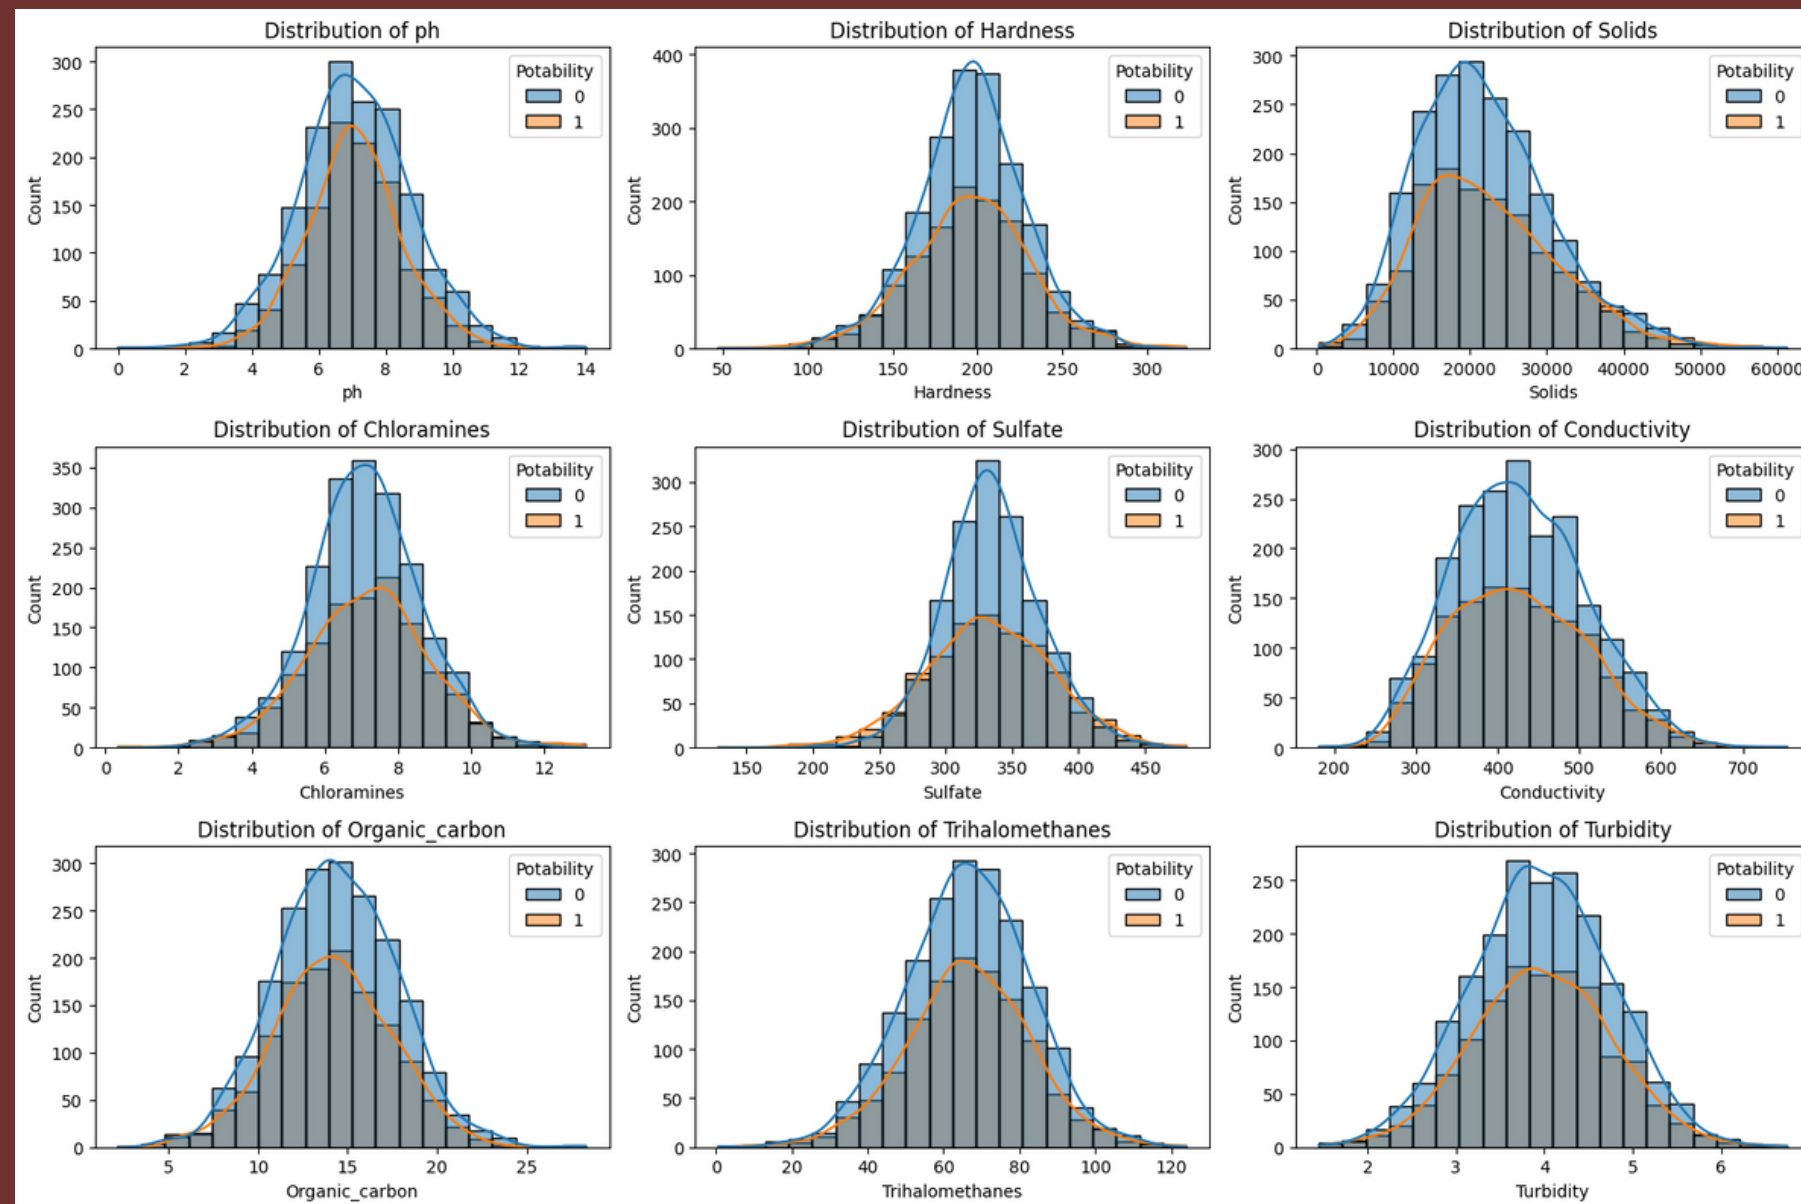 Distribution of ph
Potability
0
1
300
250
200
150
100
50
0
Count
0 2 4 6 8 10 12 14
ph
Distribution of Hardness
Potability
0
1
400
300
200
100
0
Count
50 100 150 200 250 300
Hardness
Distribution of Solids
Potability
0
1
300
250
200
150
100
50
0
Count
0 10000 20000 30000 40000 50000 60000
Solids
Distribution of Chloramines
Potability
0
1
350
300
250
200
150
100
50
0
Count
0 2 4 6 8 10 12
Chloramines
Distribution of Sulfate
Potability
0
1
300
250
200
150
100
50
0
Count
150 200 250 300 350 400 450
Sulfate
Distribution of Conductivity
Potability
0
1
300
250
200
150
100
50
0
Count
200 300 400 500 600 700
Conductivity
Distribution of Organic_carbon
Potability
0
1
300
250
200
150
100
50
0
Count
5 10 15 20 25
Organic_carbon
Distribution of Trihalomethanes
Potability
0
1
300
250
200
150
100
50
0
Count
0 20 40 60 80 100 120
Trihalomethanes
Distribution of Turbidity
Potability
0
1
250
200
150
100
50
0
Count
2 3 4 5 6
Turbidity